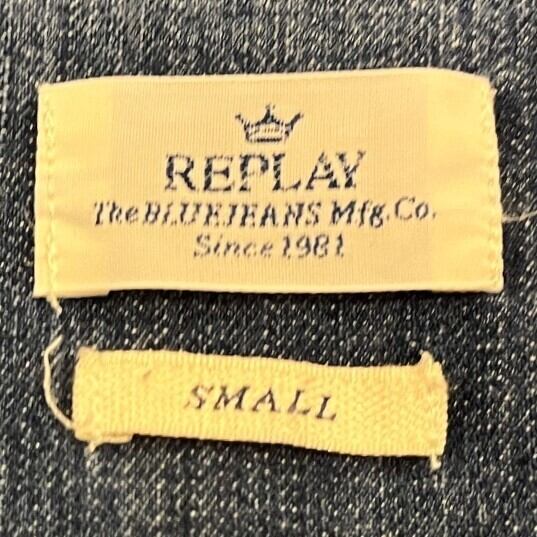 REPLAY
The BLUEJEANS Mfg.Co.
Since 1981
SMALL